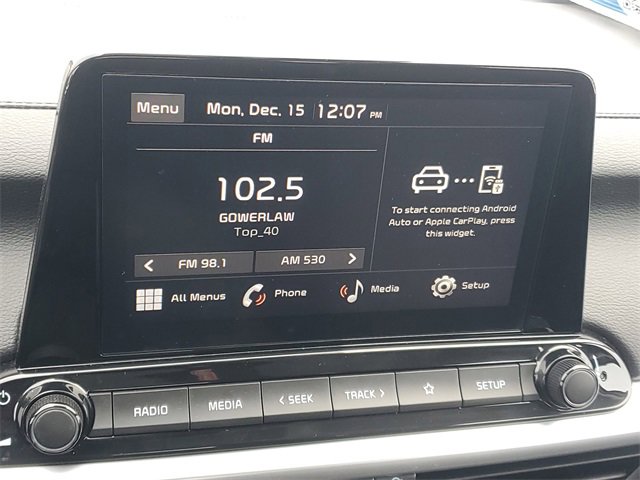 Menu
Mon, Dec. 15
12:07 PM
FM
102.5
GOWERLAW
Top_40
< FM 98.1
AM 530 >
To start connecting Android
Auto or Apple CarPlay, press
this widget.
All Menus
Phone
Media
Setup
RADIO
MEDIA
< SEEK
TRACK >
SETUP